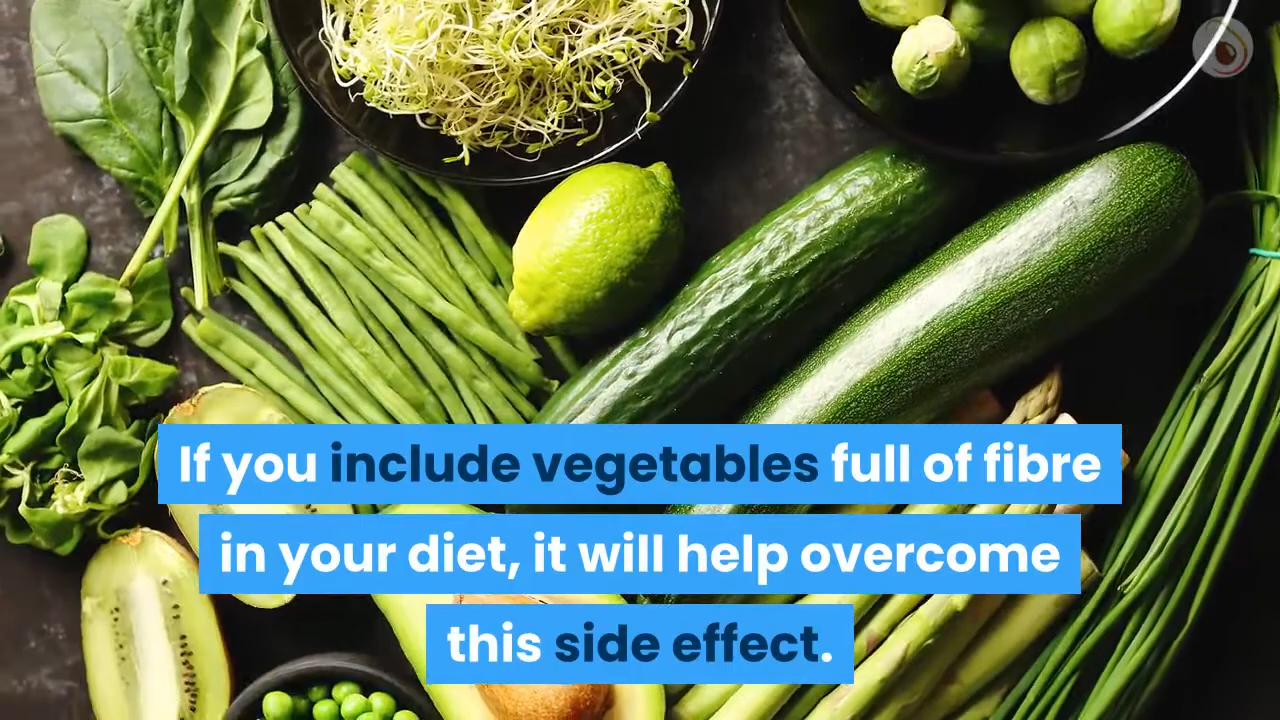 If you include vegetables full of fibre
in your diet, it will help overcome
this side effect.